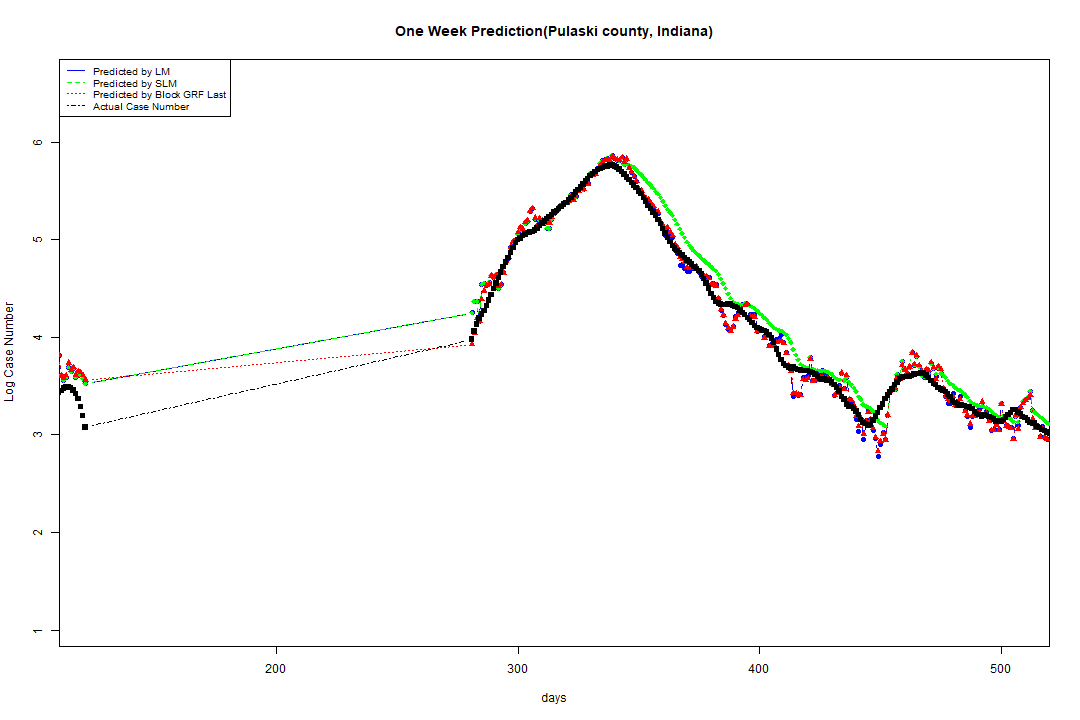 One Week Prediction(Pulaski county, Indiana)
Predicted by LM
Predicted by SLM
Predicted by Block GRF Last
Actual Case Number
6
5
4
3
2
1
Log Case Number
200
300
400
500
days